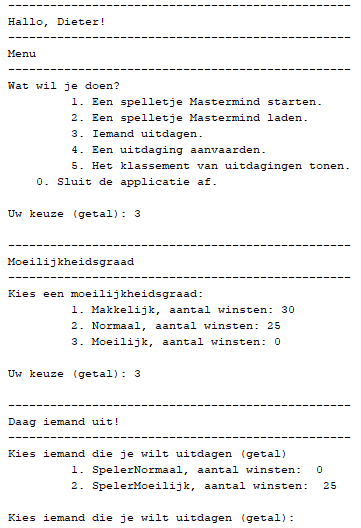 --------------------------------------------------
Hallo, Dieter!
--------------------------------------------------
Menu
--------------------------------------------------
Wat wil je doen?
1. Een spelletje Mastermind starten.
2. Een spelletje Mastermind laden.
3. Iemand uitdagen.
4. Een uitdaging aanvaarden.
5. Het klassement van uitdagingen tonen.
0. Sluit de applicatie af.
Uw keuze (getal): 3
--------------------------------------------------
Moeilijkheidsgraad
--------------------------------------------------
Kies een moeilijkheidsgraad:
1. Makkelijk, aantal winsten: 30
2. Normaal, aantal winsten: 25
3. Moeilijk, aantal winsten: 0
Uw keuze (getal): 3
--------------------------------------------------
Daag iemand uit!
--------------------------------------------------
Kies iemand die je wilt uitdagen (getal)
1. SpelerNormaal, aantal winsten:  0
2. SpelerMoeilijk, aantal winsten:  25
Kies iemand die je wilt uitdagen (getal):